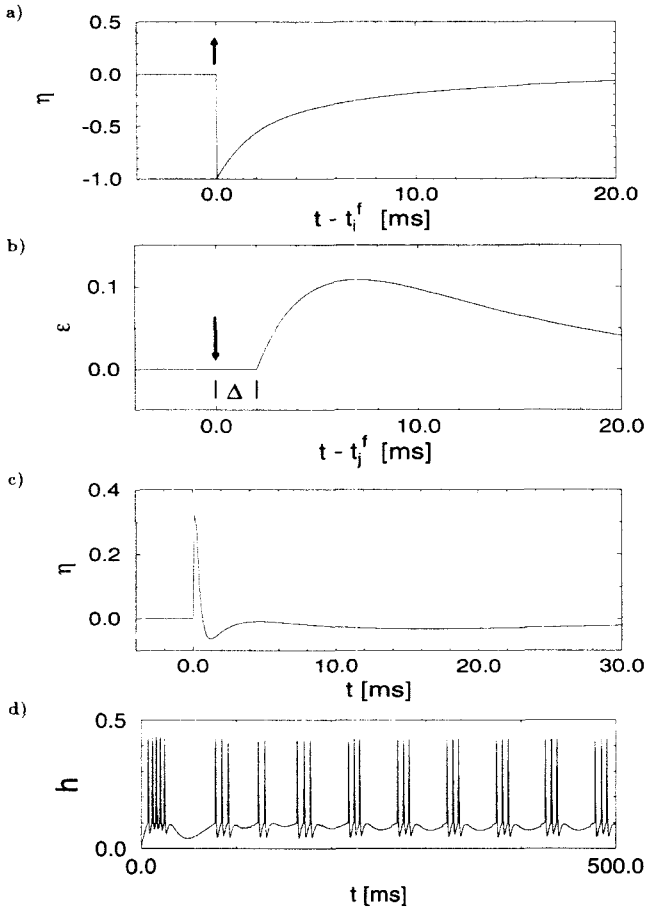 a)
0.5
0.0
-0.5
-1.0
η
0.0 10.0 20.0
t - t_i^f [ms]
b)
0.1
0.0
ε
Δ
0.0 10.0 20.0
t - t_j^f [ms]
c)
0.4
0.2
0.0
η
0.0 10.0 20.0 30.0
t [ms]
d)
0.5
0.0
h
0.0 500.0
t [ms]